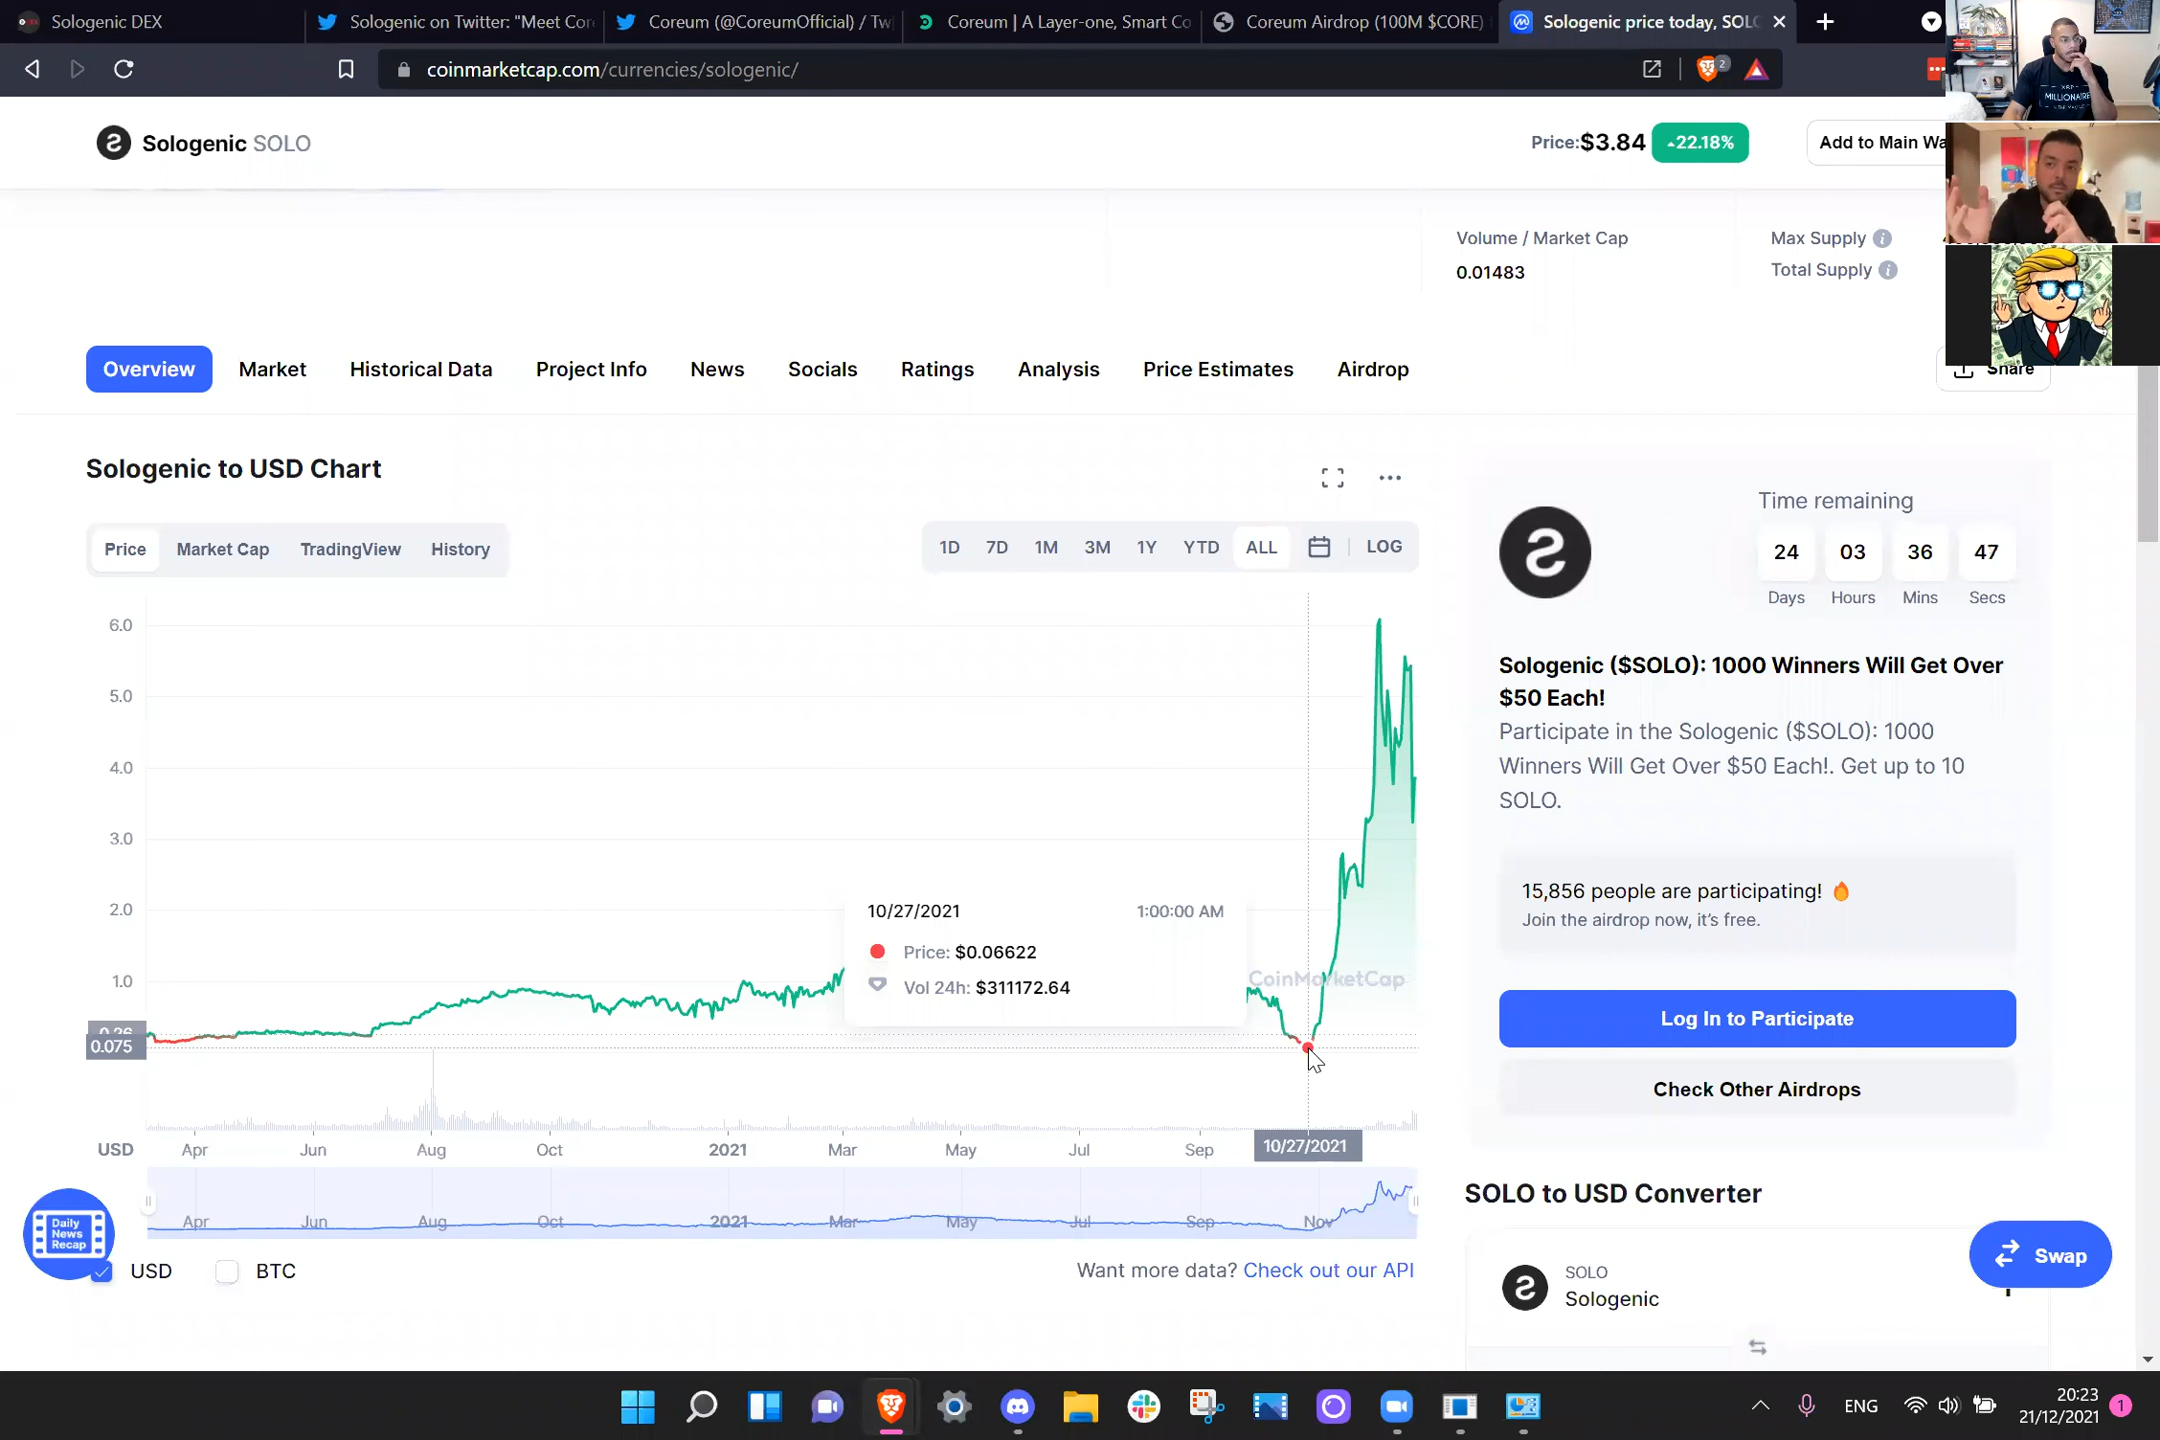 Sologenic DEX
Sologenic on Twitter: "Meet Cor
Coreum (@CoreumOfficial) / Tw
Coreum | A Layer-one, Smart Co
Coreum Airdrop (100M $CORE)
Sologenic price today, SOLO
coinmarketcap.com/currencies/sologenic/
2
XRP
MILLIONAIRE
Sologenic SOLO
Price:$3.84
22.18%
Add to Main Wa
Volume / Market Cap
0.01483
Max Supply
Total Supply
Overview
Market
Historical Data
Project Info
News
Socials
Ratings
Analysis
Price Estimates
Airdrop
Share
Sologenic to USD Chart
Price
Market Cap
TradingView
History
1D
7D
1M
3M
1Y
YTD
ALL
LOG
6.0
5.0
4.0
3.0
2.0
1.0
0.26
0.075
10/27/2021
1:00:00 AM
Price: $0.06622
Vol 24h: $311172.64
CoinMarketCap
USD
Apr
Jun
Aug
Oct
2021
Mar
May
Jul
Sep
10/27/2021
Apr
Jun
Aug
Oct
2021
Mar
May
Jul
Sep
Nov
Daily
News
Recap
USD
BTC
Want more data? Check out our API
Time remaining
24
03
36
47
Days
Hours
Mins
Secs
Sologenic ($SOLO): 1000 Winners Will Get Over
$50 Each!
Participate in the Sologenic ($SOLO): 1000
Winners Will Get Over $50 Each!. Get up to 10
SOLO.
15,856 people are participating!
Join the airdrop now, it's free.
Log In to Participate
Check Other Airdrops
SOLO to USD Converter
SOLO
Sologenic
Swap
ENG
20:23
21/12/2021
1